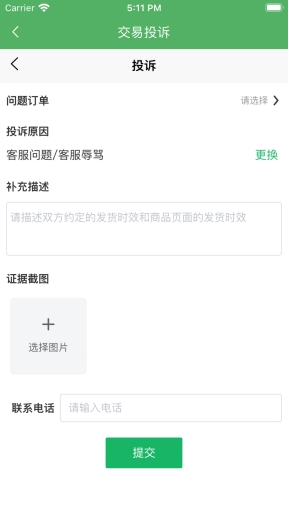 Carrier 5:11 PM
交易投诉
投诉
问题订单 请选择
投诉原因
客服问题/客服辱骂 更换
补充描述
请描述双方约定的发货时效和商品页面的发货时效
证据截图
选择图片
联系电话 请输入电话
提交